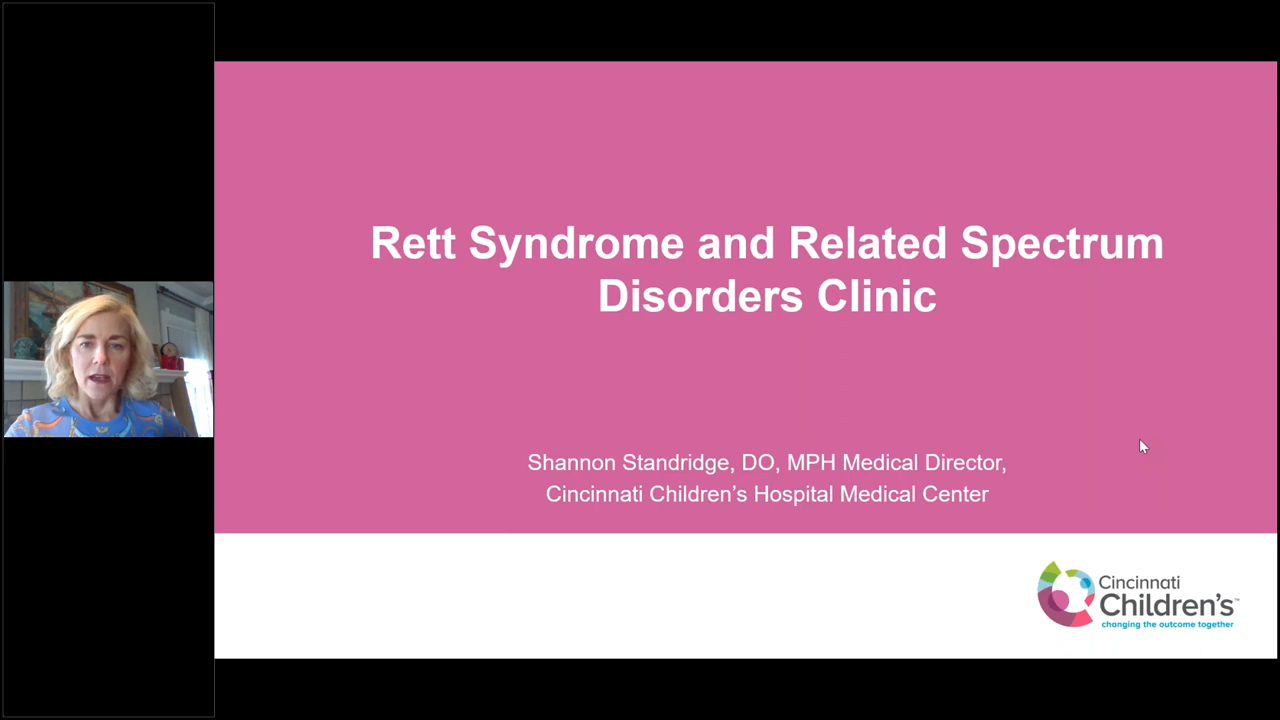 Rett Syndrome and Related Spectrum
Disorders Clinic
Shannon Standridge, DO, MPH Medical Director,
Cincinnati Children’s Hospital Medical Center
Cincinnati
Children’s™
changing the outcome together